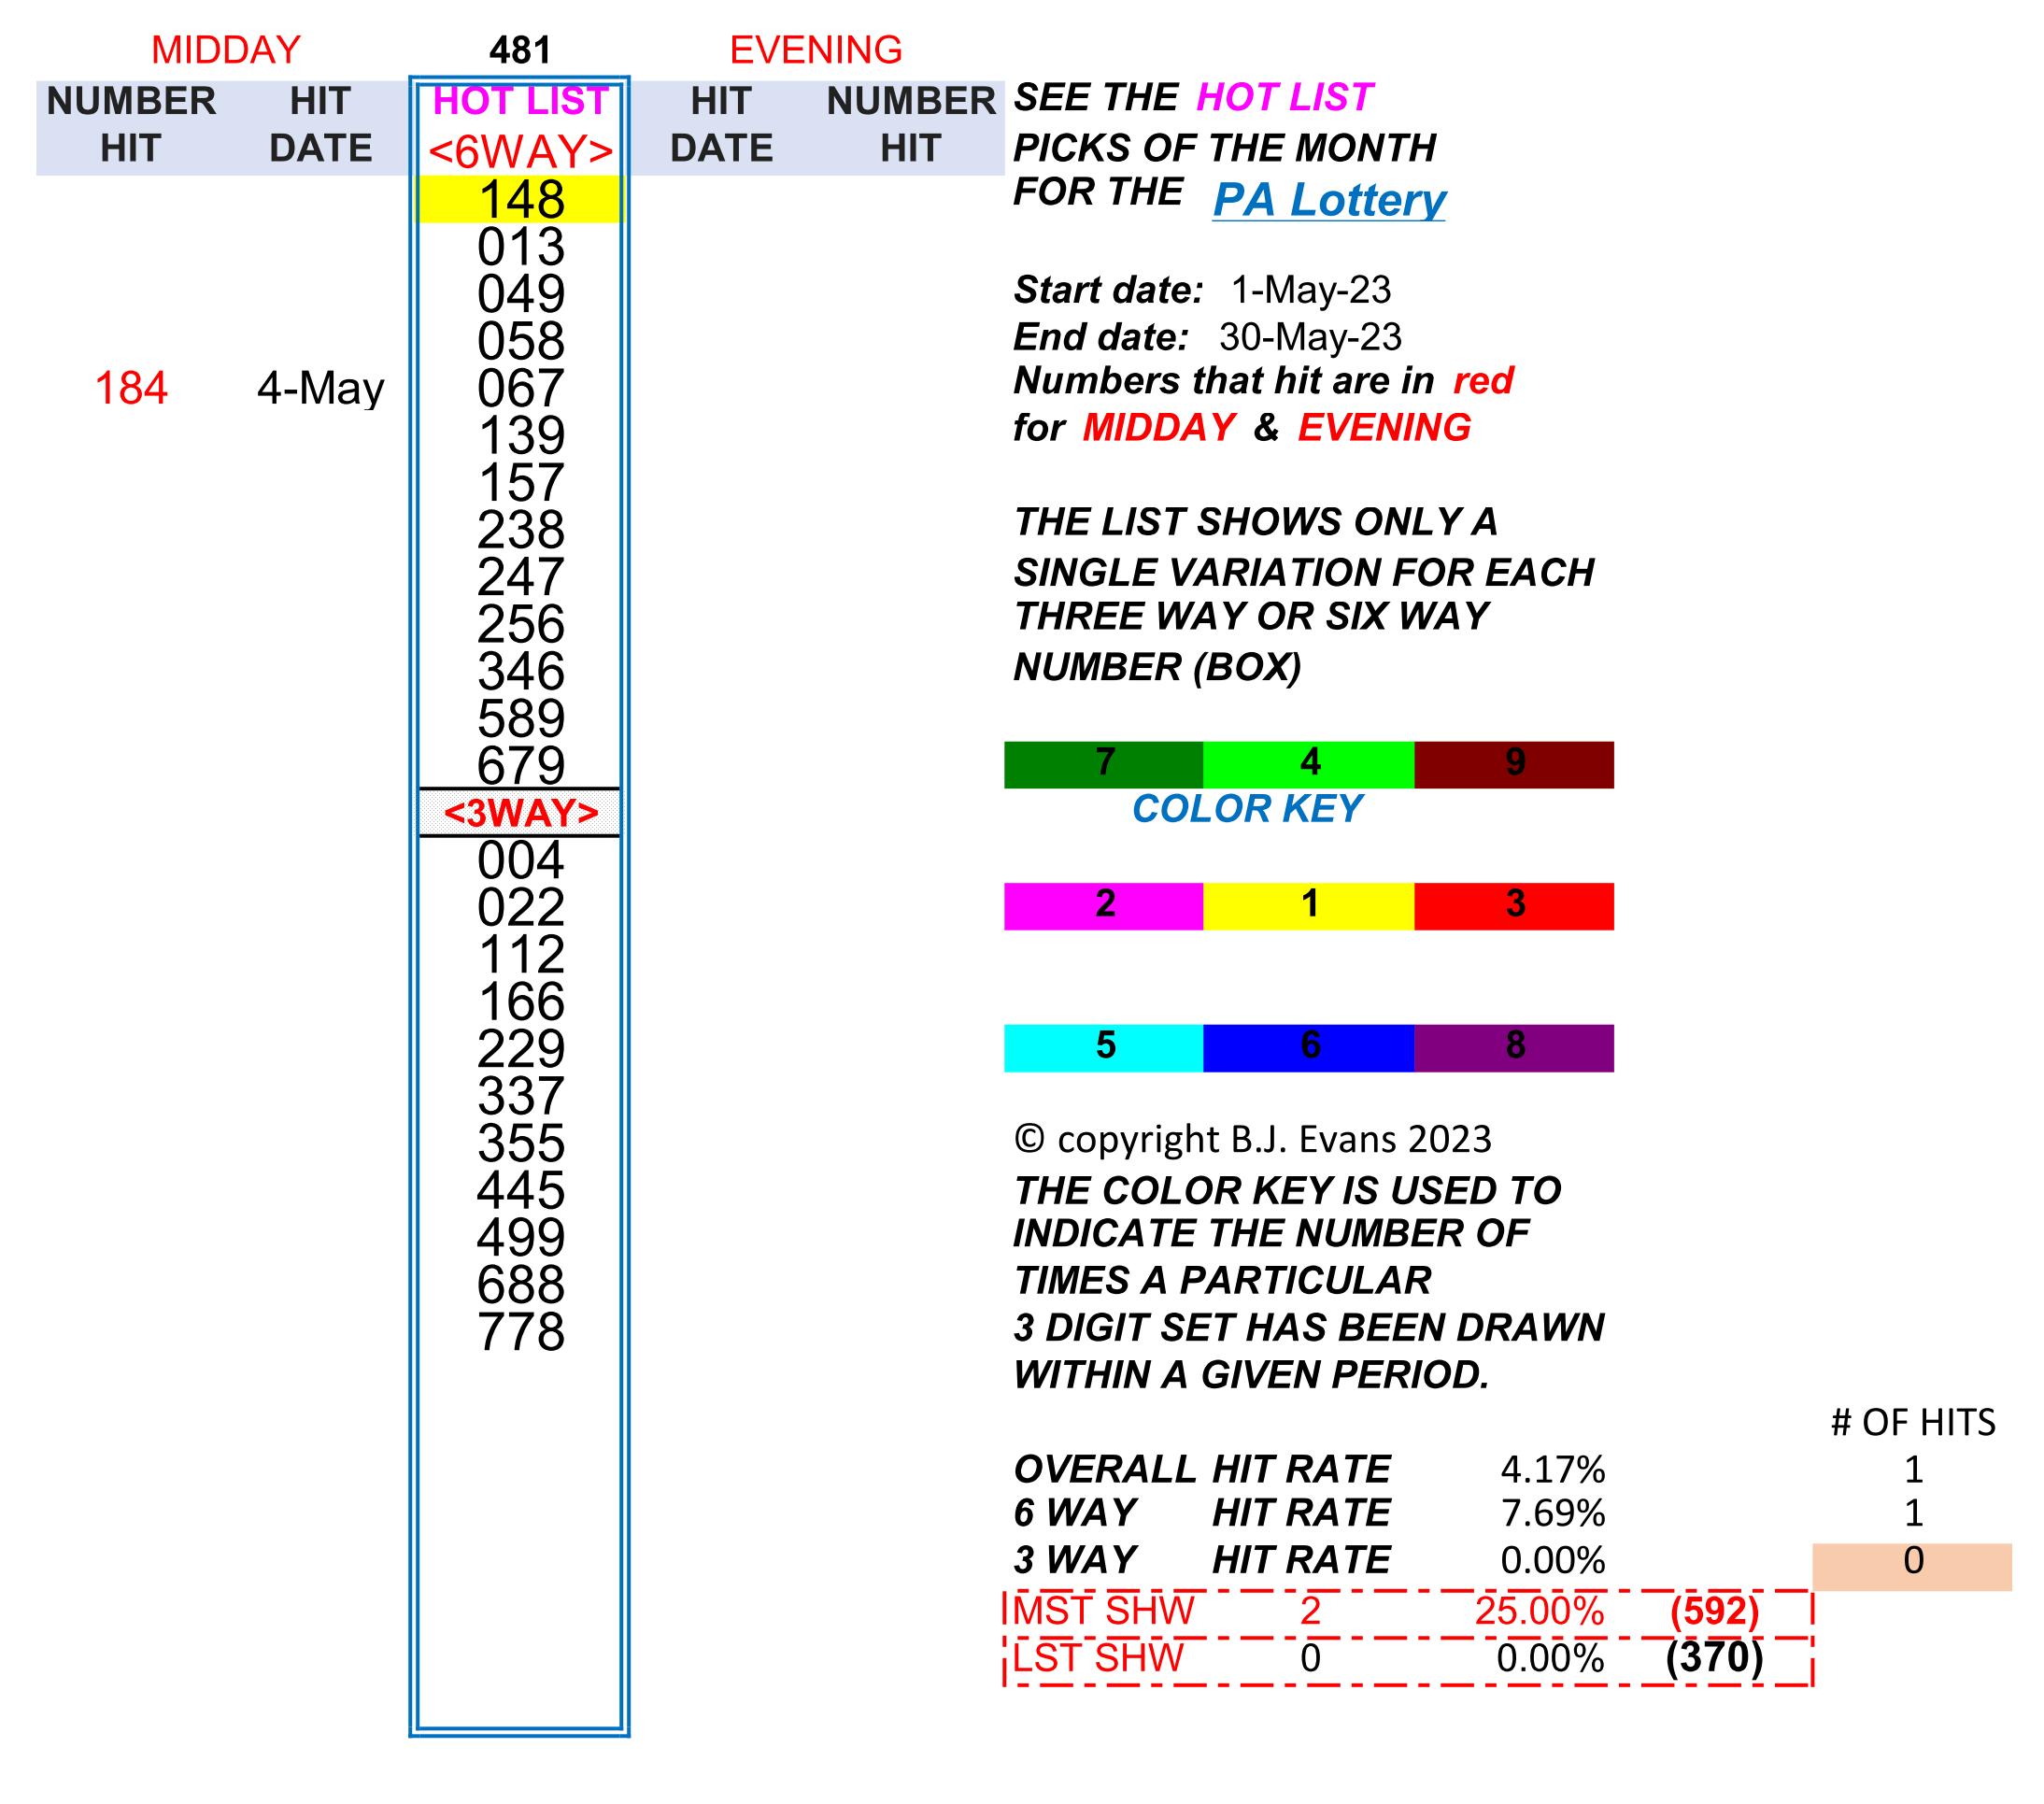 MIDDAY 481 EVENING
NUMBER HIT HOT LIST HIT NUMBER SEE THE HOT LIST
HIT DATE <6WAY> DATE HIT PICKS OF THE MONTH
148 FOR THE PA Lottery
013
049 Start date: 1-May-23
058 End date: 30-May-23
184 4-May 067 Numbers that hit are in red
139 for MIDDAY & EVENING
157
238 THE LIST SHOWS ONLY A
247 SINGLE VARIATION FOR EACH
256 THREE WAY OR SIX WAY
346 NUMBER (BOX)
589
679 7 4 9
<3WAY> COLOR KEY
004
022 2 1 3
112
166
229 5 6 8
337
355 © copyright B.J. Evans 2023
445 THE COLOR KEY IS USED TO
499 INDICATE THE NUMBER OF
688 TIMES A PARTICULAR
778 3 DIGIT SET HAS BEEN DRAWN
WITHIN A GIVEN PERIOD.
# OF HITS
OVERALL HIT RATE 4.17% 1
6 WAY HIT RATE 7.69% 1
3 WAY HIT RATE 0.00% 0
MST SHW 2 25.00% (592)
LST SHW 0 0.00% (370)